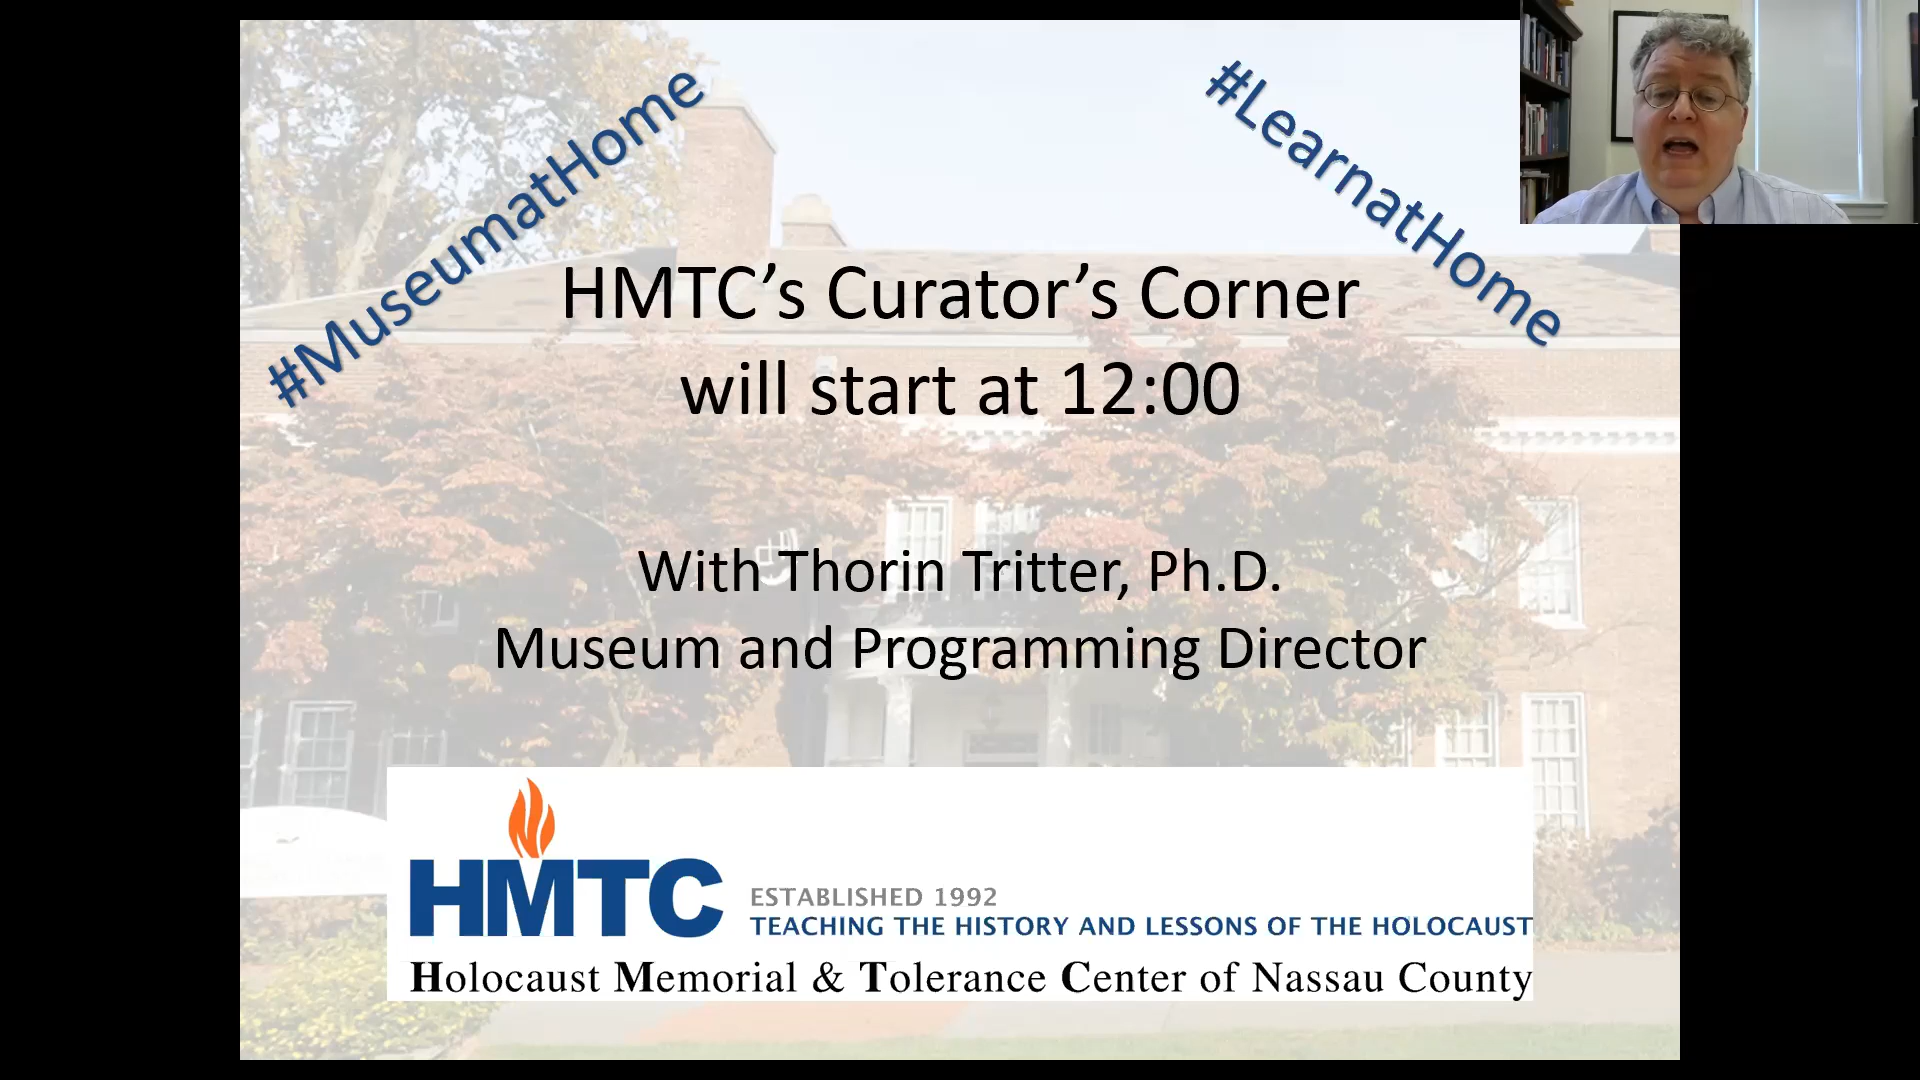 #MuseumatHome
#LearnatHome
HMTC’s Curator’s Corner
will start at 12:00
With Thorin Tritter, Ph.D.
Museum and Programming Director
HMTC
ESTABLISHED 1992
TEACHING THE HISTORY AND LESSONS OF THE HOLOCAUST
Holocaust Memorial & Tolerance Center of Nassau County